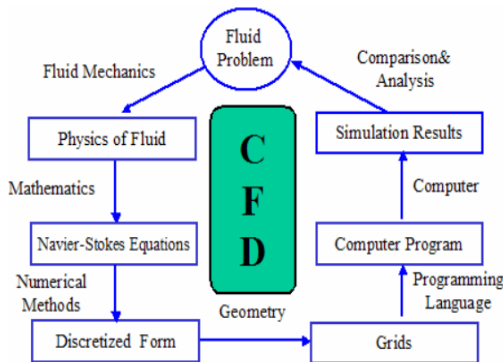 Fluid
Problem
Fluid Mechanics
Comparison&
Analysis
Physics of Fluid
C
F
D
Simulation Results
Mathematics
Computer
Navier-Stokes Equations
Computer Program
Numerical
Methods
Programming
Language
Geometry
Discretized Form
Grids